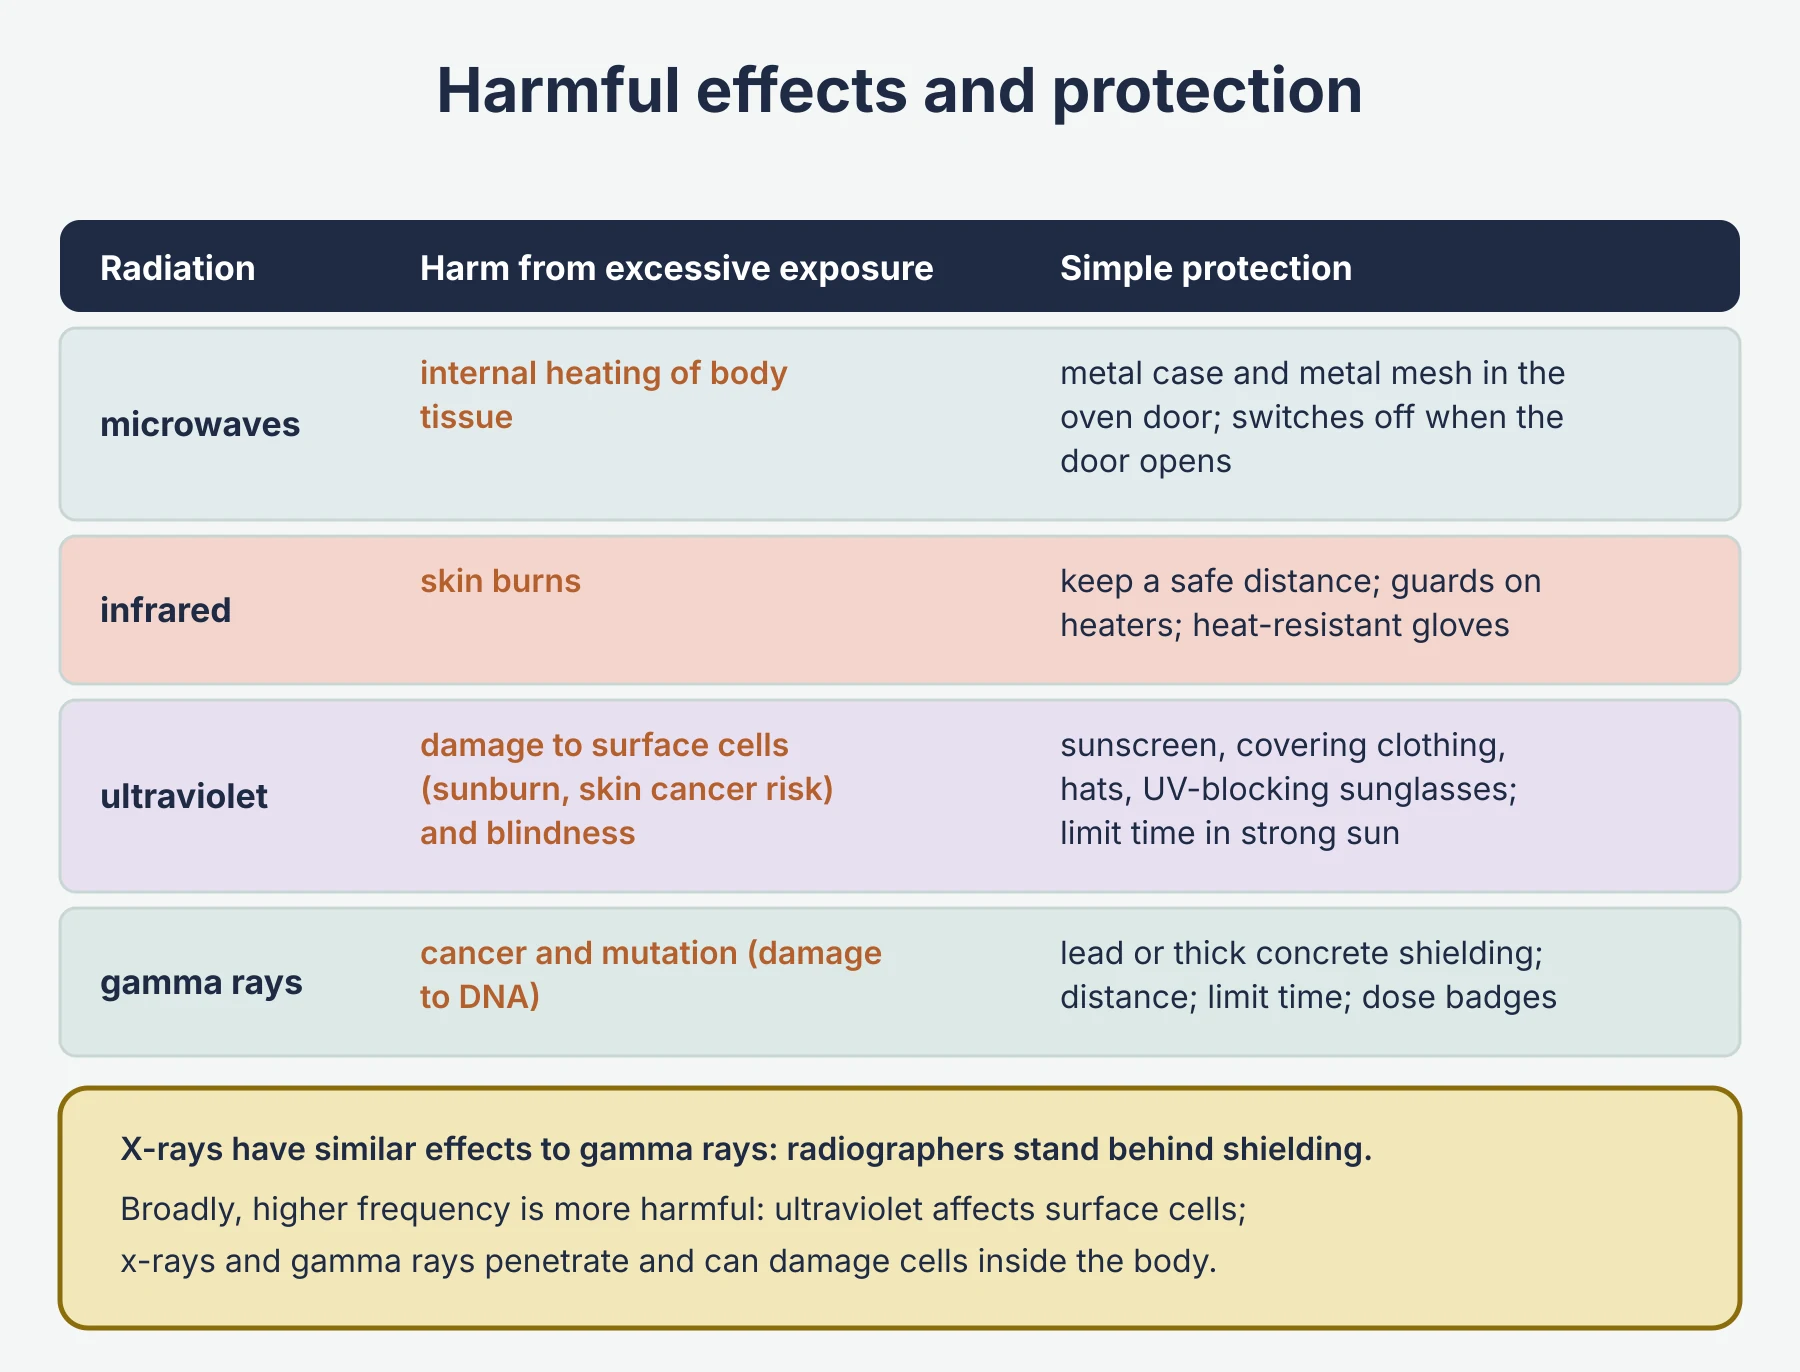 Harmful effects and protection
Radiation
Harm from excessive exposure
Simple protection
microwaves
internal heating of body
tissue
metal case and metal mesh in the
oven door; switches off when the
door opens
infrared
skin burns
keep a safe distance; guards on
heaters; heat-resistant gloves
ultraviolet
damage to surface cells
(sunburn, skin cancer risk)
and blindness
sunscreen, covering clothing,
hats, UV-blocking sunglasses;
limit time in strong sun
gamma rays
cancer and mutation (damage
to DNA)
lead or thick concrete shielding;
distance; limit time; dose badges
X-rays have similar effects to gamma rays: radiographers stand behind shielding.
Broadly, higher frequency is more harmful: ultraviolet affects surface cells;
x-rays and gamma rays penetrate and can damage cells inside the body.